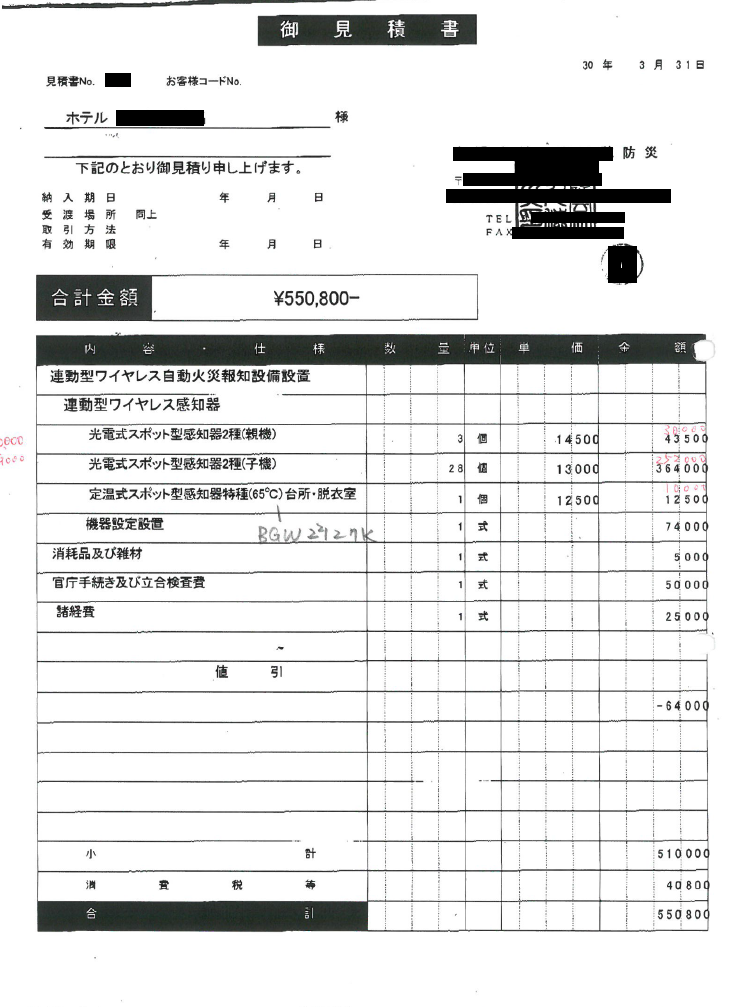 御見積書
30 年 3 月 31日
見積書No. お客様コードNo.
ホテル 様
下記のとおり御見積り申し上げます。
防災
〒
納入期日 年 月 日
受渡場所 同上
取引方法
有効期限 年 月 日
TEL
FAX
合計金額 ¥550,800−
内容・仕様 数量 単位 単価 金額
連動型ワイヤレス自動火災報知設備設置
連動型ワイヤレス感知器
30000
光電式スポット型感知器2種(親機) 3 個 14500 43500
252000
光電式スポット型感知器2種(子機) 28 個 13000 364000
定温式スポット型感知器特種(65℃)台所・脱衣室 1 個 12500 12500
機器設定設置 1 式 74000
BGW2427K
消耗品及び雑材 1 式 5000
官庁手続き及び立合検査費 1 式 50000
諸経費 1 式 25000
値引
-64000
小計 510000
消費税等 40800
合計 550800